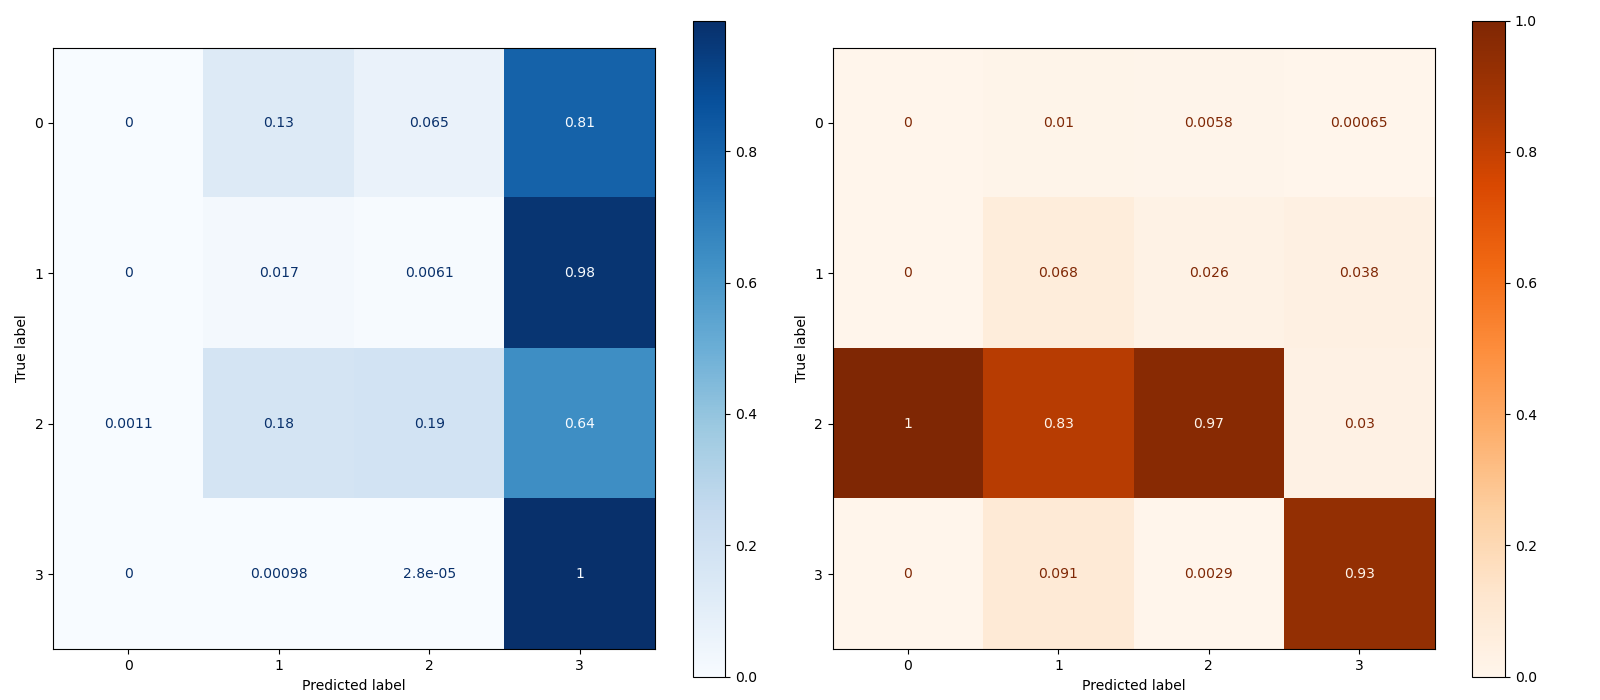 1.0
0 0 0.13 0.065 0.81 0.8 0 0 0.01 0.0058 0.00065 0.8
0.6 0.6
1 0 0.017 0.0061 0.98 1 0 0.068 0.026 0.038
True label True label
0.4 0.4
2 0.0011 0.18 0.19 0.64 2 1 0.83 0.97 0.03
0.2 0.2
3 0 0.00098 2.8e-05 1 3 0 0.091 0.0029 0.93
0 1 2 3 0.0 0 1 2 3 0.0
Predicted label Predicted label